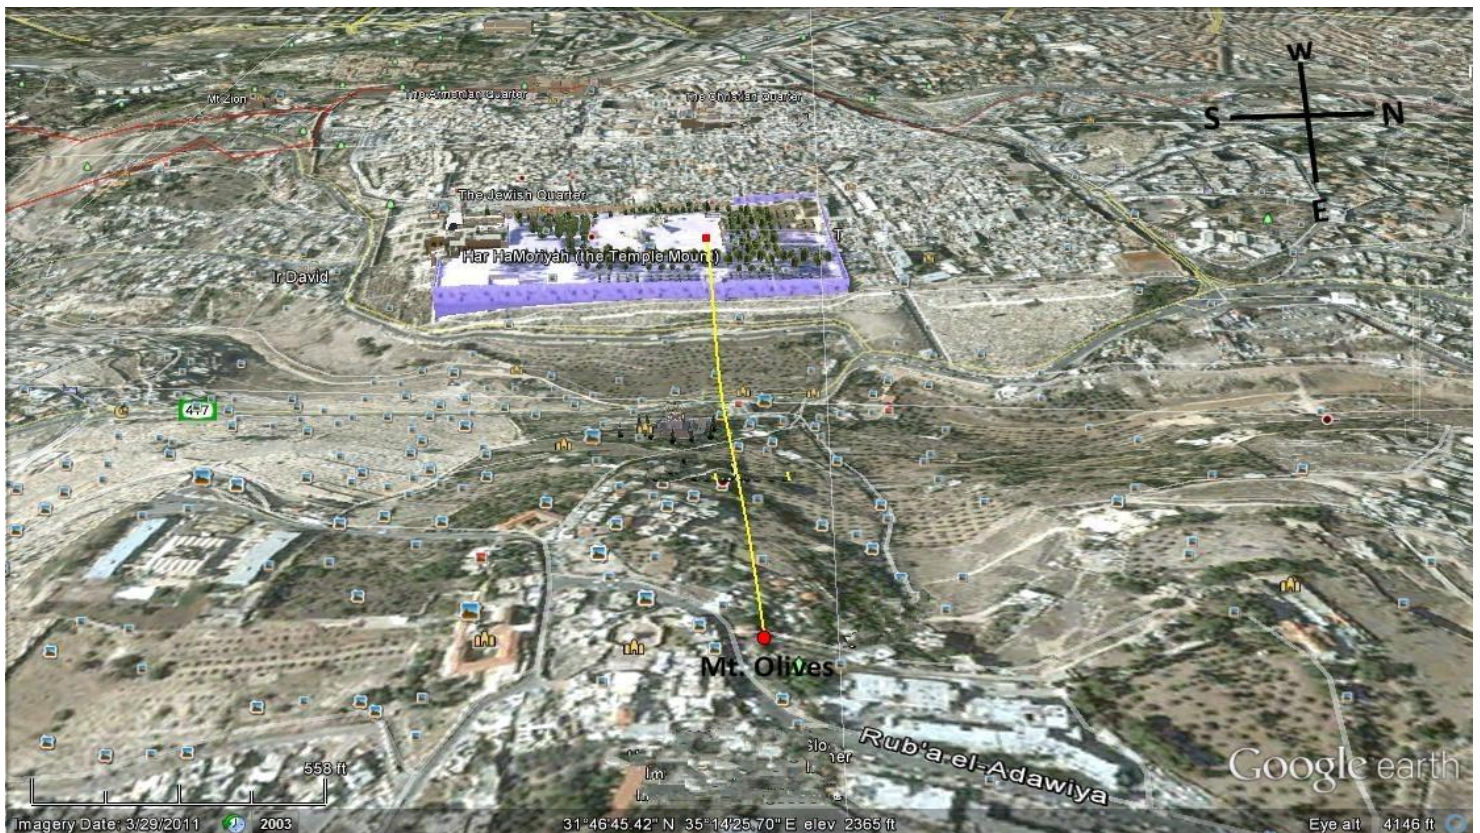 W
S N
E
Mt Zion
The Armenian Quarter
The Christian Quarter
The Jewish Quarter
Har HaMoriyah (the Temple Mount)
Ir David
Mt. Olives
Rub'a el-Adawiya
Google earth
558 ft
Imagery Date: 3/29/2011
2003
31°46'45.42" N 35°14'25.70" E elev 2365 ft
Eye alt 4146 ft